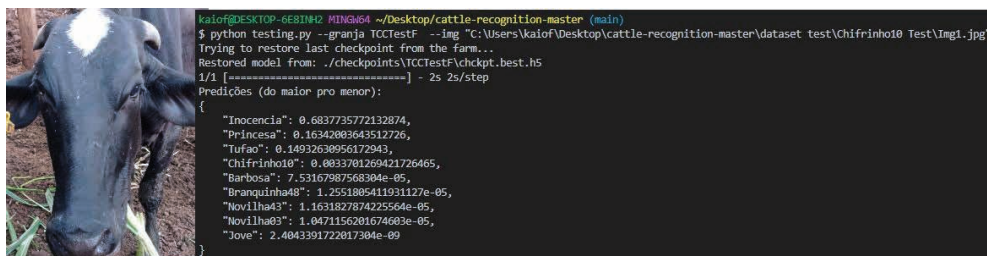 kaiof@DESKTOP-6E8INH2 MINGW64 ~/Desktop/cattle-recognition-master (main)
$ python testing.py --granja TCCTestF --img "C:\Users\kaiof\Desktop\cattle-recognition-master\dataset test\Chifrinho10 Test\Img1.jpg"
Trying to restore last checkpoint from the farm...
Restored model from: ./checkpoints\TCCTestF\chckpt.best.h5
1/1 [==============================] - 2s 2s/step
Predições (do maior pro menor):
{
"Inocencia": 0.6837735772132874,
"Princesa": 0.16342003643512726,
"Tufao": 0.14932630956172943,
"Chifrinho10": 0.0033701269421726465,
"Barbosa": 7.53167987568304e-05,
"Branquinha48": 1.2551805411931127e-05,
"Novilha43": 1.1631827874225564e-05,
"Novilha03": 1.0471156201674603e-05,
"Jove": 2.4043391722017304e-09
}